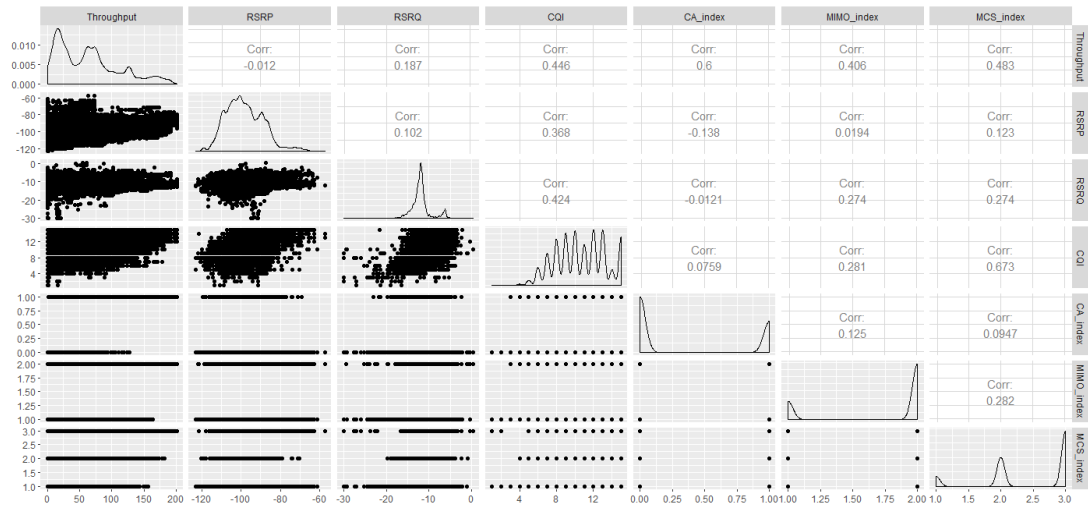 Throughput RSRP RSRQ CQI CA_index MIMO_index MCS_index
0.010 Corr: Corr: Corr: Corr: Corr: Corr: Throughput
0.005 -0.012 0.187 0.446 0.6 0.406 0.483
0.000
-60 Corr: Corr: Corr: Corr: Corr: RSRP
-80 0.102 0.368 -0.138 0.0194 0.123
-100
-120
0 Corr: Corr: Corr: Corr: RSRQ
-10 0.424 -0.0121 0.274 0.274
-20
-30
12 Corr: Corr: Corr: CQI
8 0.0759 0.281 0.673
4
1.00 Corr: Corr: CA_index
0.75 0.125 0.0947
0.50
0.25
0.00
2.00 Corr: MIMO_index
1.75 0.282
1.50
1.25
1.00
3.0 MCS_index
2.5
2.0
1.5
1.0
0 50 100 150 200 -120 -100 -80 -60 -30 -20 -10 0 4 8 12 0.00 0.25 0.50 0.75 1.00 1.00 1.25 1.50 1.75 2.00 1.0 1.5 2.0 2.5 3.0